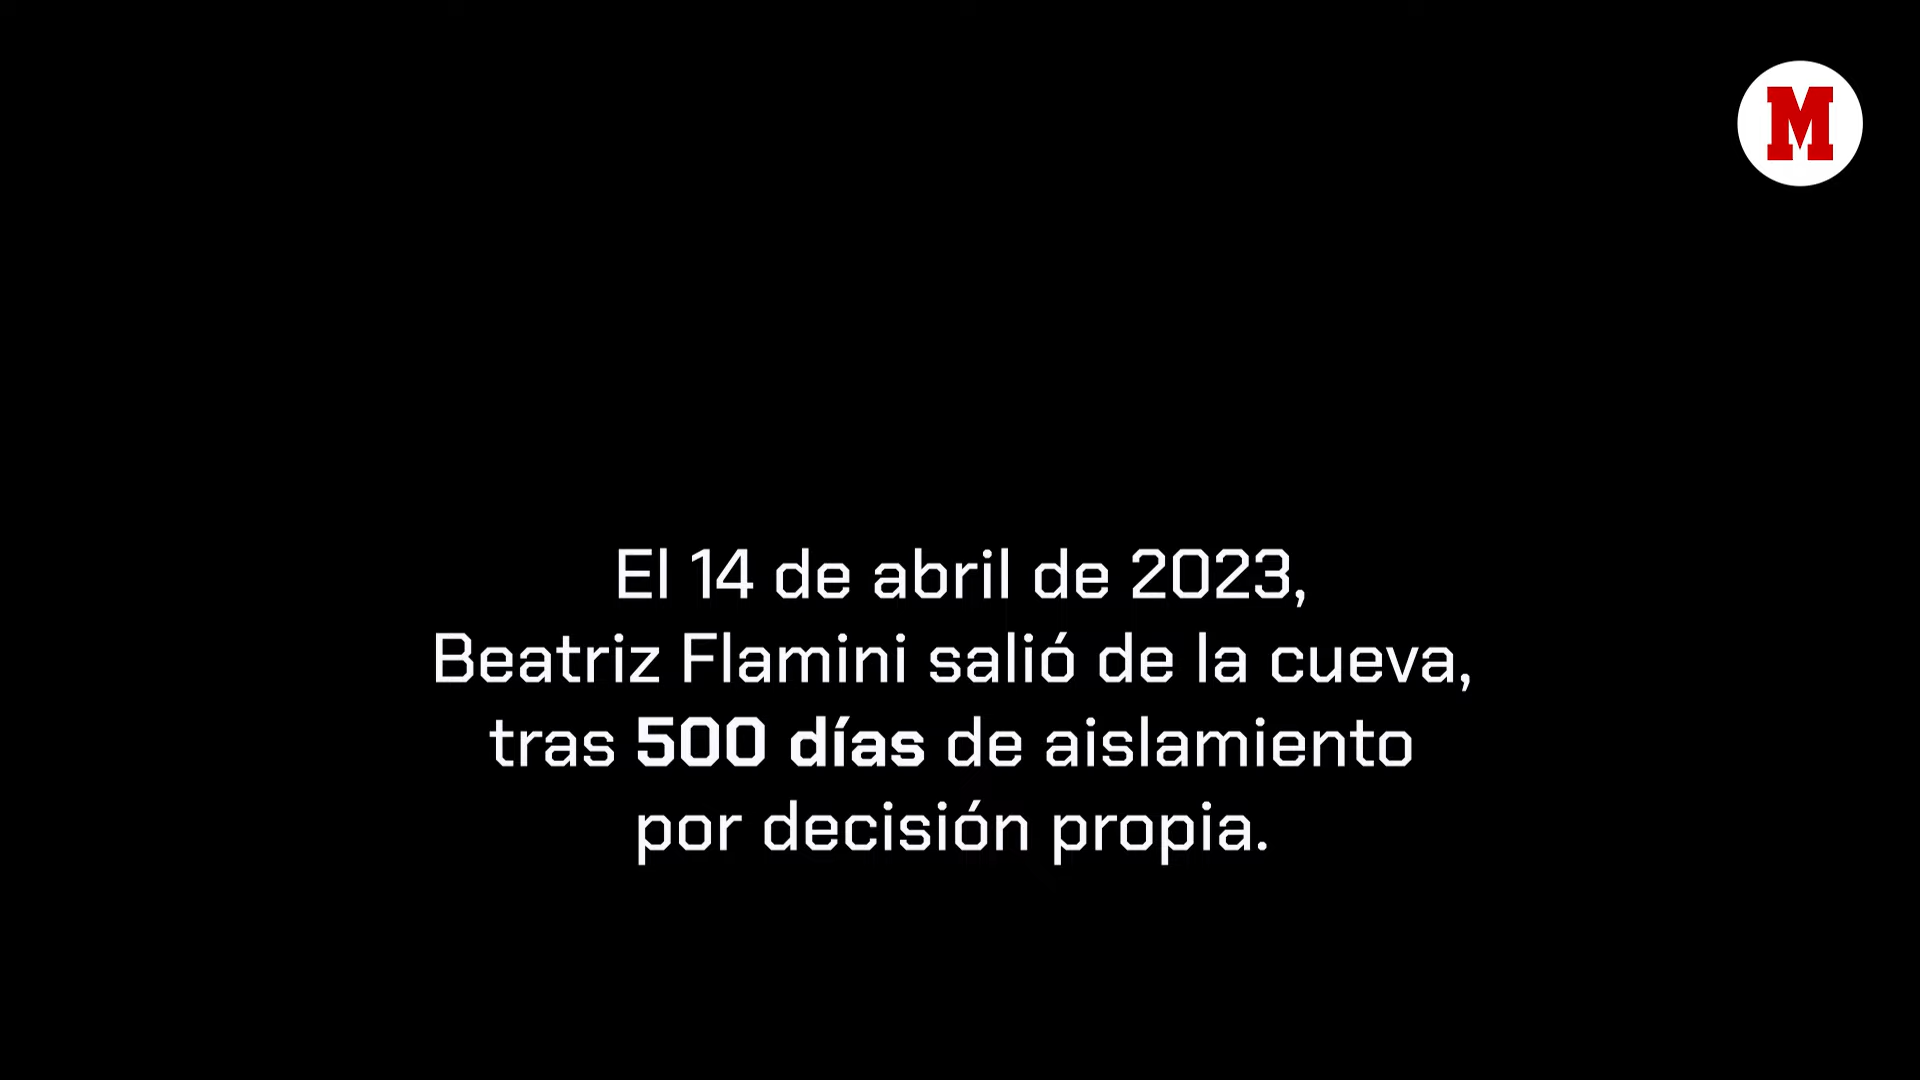 M
El 14 de abril de 2023,
Beatriz Flamini salió de la cueva,
tras 500 días de aislamiento
por decisión propia.